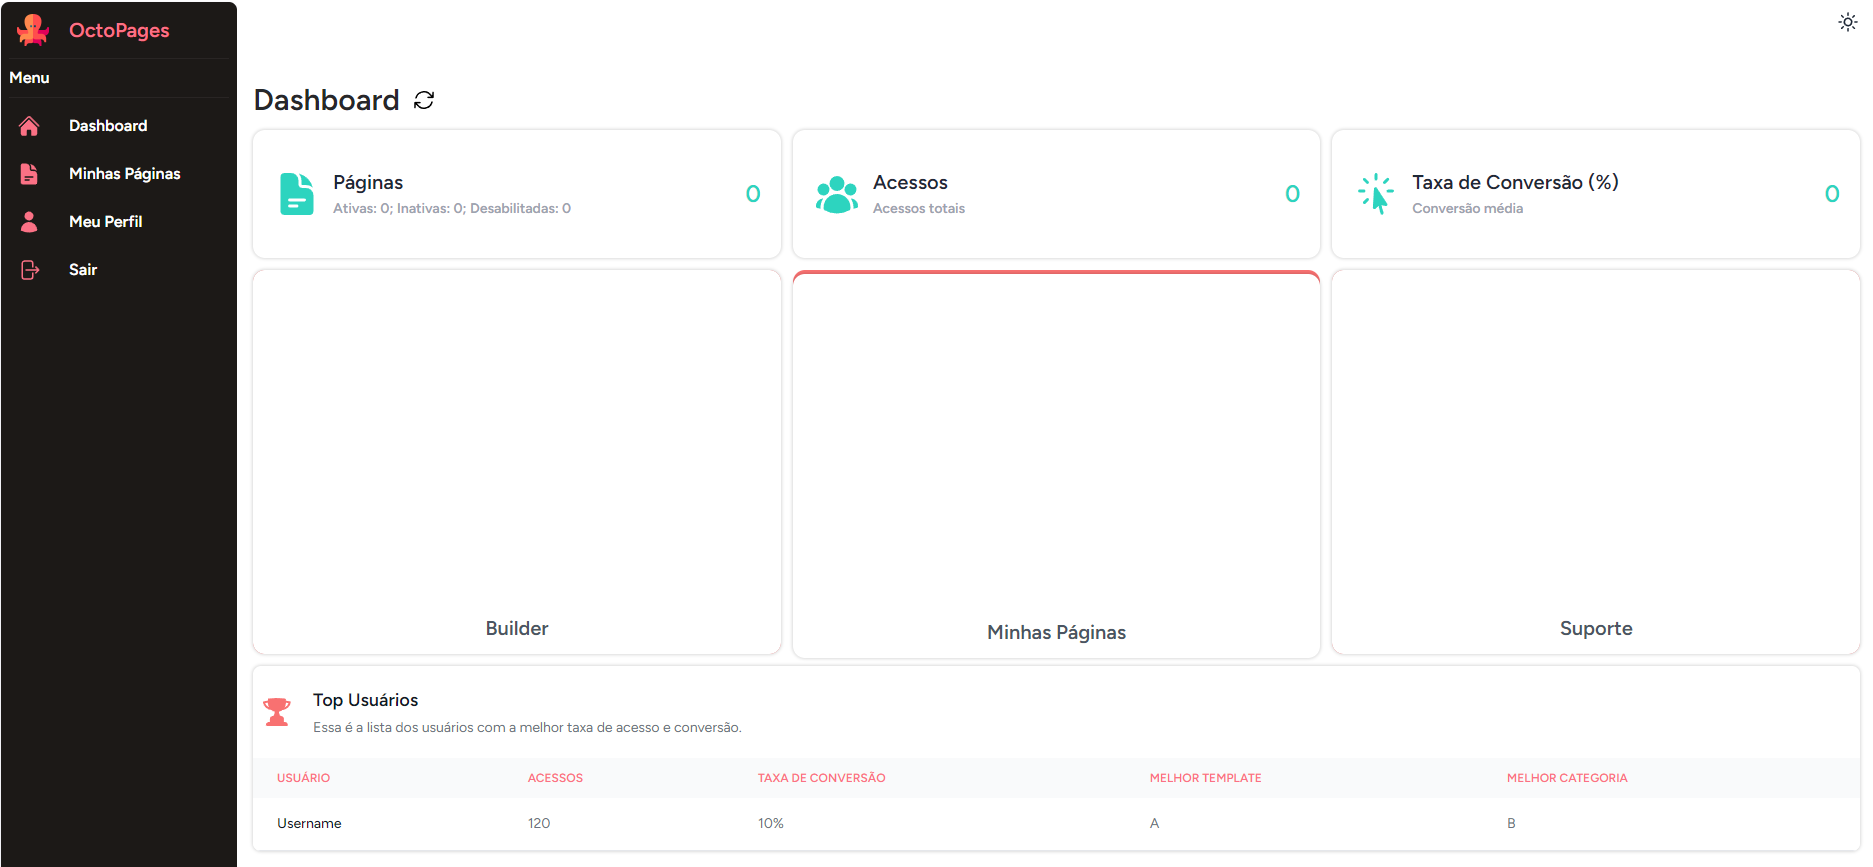 OctoPages
Menu
Dashboard
Minhas Páginas
Meu Perfil
Sair
Dashboard
Páginas
Ativas: 0; Inativas: 0; Desabilitadas: 0
0
Acessos
Acessos totais
0
Taxa de Conversão (%)
Conversão média
0
Builder
Minhas Páginas
Suporte
Top Usuários
Essa é a lista dos usuários com a melhor taxa de acesso e conversão.
USUÁRIO ACESSOS TAXA DE CONVERSÃO MELHOR TEMPLATE MELHOR CATEGORIA
Username 120 10% A B